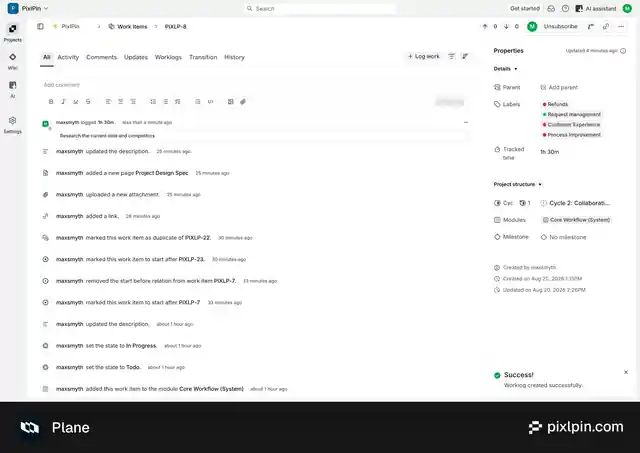 P PixlPin
Search
Get started
AI assistant
M
Projects
Wiki
AI
Settings
PixlPin
Work items
PIXLP-8
0
0
M
Unsubscribe
All
Activity
Comments
Updates
Worklogs
Transition
History
Log work
Add comment
B I U S
maxsmyth logged 1h 30m less than a minute ago
Research the current state and competitors
maxsmyth updated the description. 25 minutes ago
maxsmyth added a new page Project Design Spec 25 minutes ago
maxsmyth uploaded a new attachment. 25 minutes ago
maxsmyth added a link. 26 minutes ago
maxsmyth marked this work item as duplicate of PIXLP-22. 30 minutes ago
maxsmyth marked this work item to start after PIXLP-23. 30 minutes ago
maxsmyth removed the start before relation from work item PIXLP-7. 33 minutes ago
maxsmyth marked this work item to start after PIXLP-7 33 minutes ago
maxsmyth updated the description. about 1 hour ago
maxsmyth set the state to In Progress. about 1 hour ago
maxsmyth set the state to Todo. about 1 hour ago
maxsmyth added this work item to the module Core Workflow (System) about 1 hour ago
Properties
Updated 4 minutes ago
Details
Parent
Add parent
Labels
Refunds
Request management
Customer Experience
Process Improvement
Tracked time
1h 30m
Project structure
Cyc
1
Cycle 2: Collaborati...
Modules
Core Workflow (System)
Milestone
No milestone
Created by maxsmyth
Updated on Aug 20, 2026 2:26PM
Success!
Worklog created successfully.
Plane
pixlpin.com